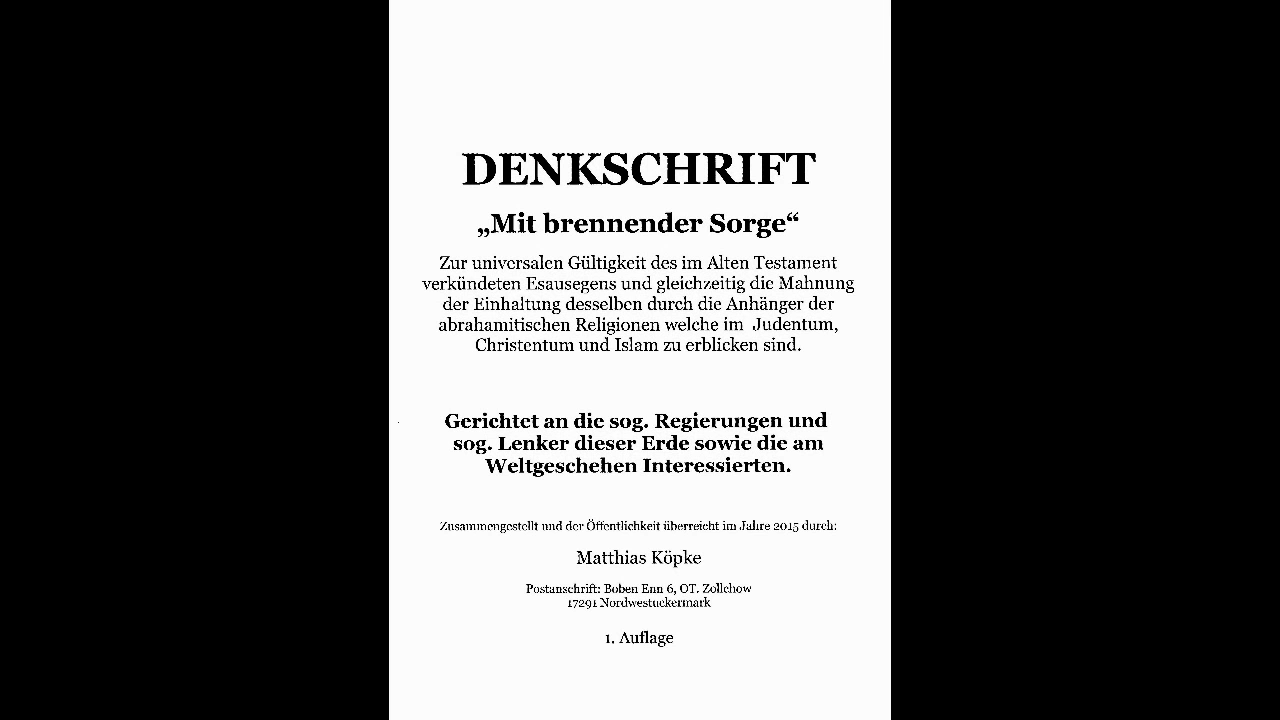 DENKSCHRIFT
„Mit brennender Sorge“
Zur universalen Gültigkeit des im Alten Testament
verkündeten Esausegens und gleichzeitig die Mahnung
der Einhaltung desselben durch die Anhänger der
abrahamitischen Religionen welche im Judentum,
Christentum und Islam zu erblicken sind.
Gerichtet an die sog. Regierungen und
sog. Lenker dieser Erde sowie die am
Weltgeschehen Interessierten.
Zusammengestellt und der Öffentlichkeit überreicht im Jahre 2015 durch:
Matthias Köpke
Postanschrift: Boben Enn 6, OT. Zollchow
17291 Nordwestuckermark
1. Auflage